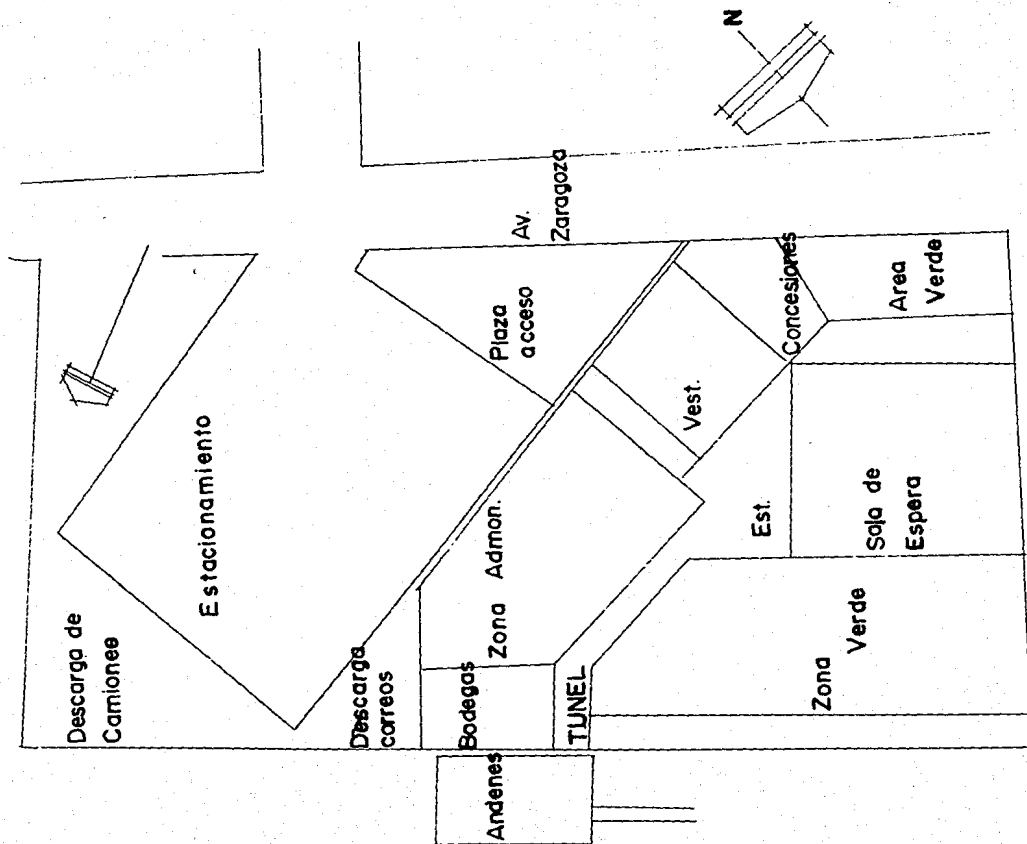 N
Av.
Zaragoza
Plaza
acceso
Concesiones
Area
Verde
Estacionamiento
Vest.
Zona Admon.
Est.
Sala de
Espera
Descarga de
Camionee
Descarga
correos
Bodegas
TUNEL
Zona
Verde
Andenes